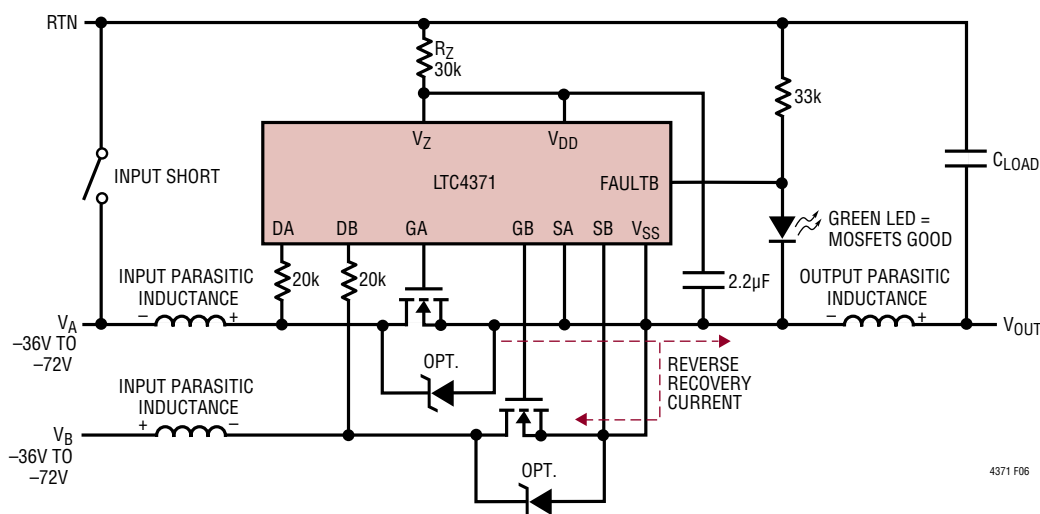 RTN
RZ
30k
33k
VZ
VDD
CLOAD
INPUT SHORT
LTC4371
FAULTB
DA
DB
GA
GB
SA
SB
VSS
GREEN LED =
MOSFETS GOOD
INPUT PARASITIC
INDUCTANCE
20k
20k
2.2µF
OUTPUT PARASITIC
INDUCTANCE
– +
– +
VA
–36V TO
–72V
VOUT
OPT.
REVERSE
RECOVERY
CURRENT
INPUT PARASITIC
INDUCTANCE
+ –
VB
–36V TO
–72V
OPT.
4371 F06